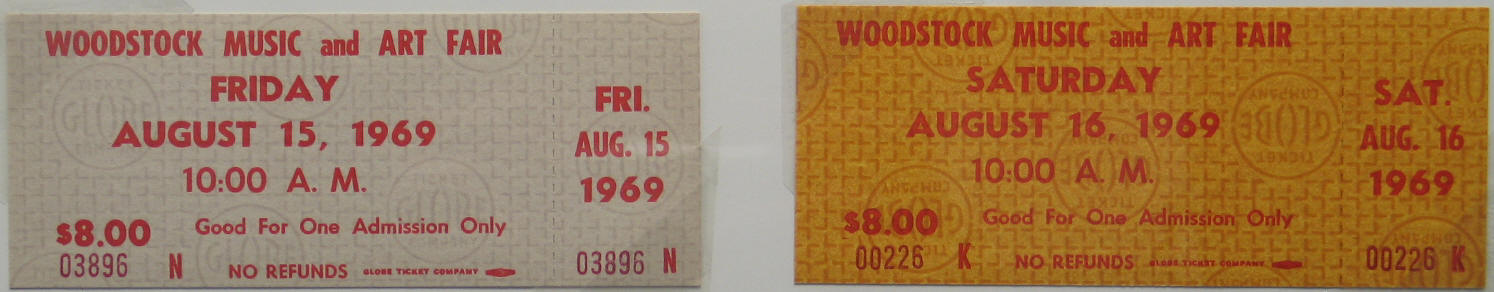 WOODSTOCK MUSIC and ART FAIR
FRIDAY
AUGUST 15, 1969
10:00 A. M.
$8.00 Good For One Admission Only
03896 N NO REFUNDS GLOBE TICKET COMPANY
FRI.
AUG. 15
1969
03896 N
WOODSTOCK MUSIC and ART FAIR
SATURDAY
AUGUST 16, 1969
10:00 A. M.
$8.00 Good For One Admission Only
00226 K NO REFUNDS GLOBE TICKET COMPANY
SAT.
AUG. 16
1969
00226 K